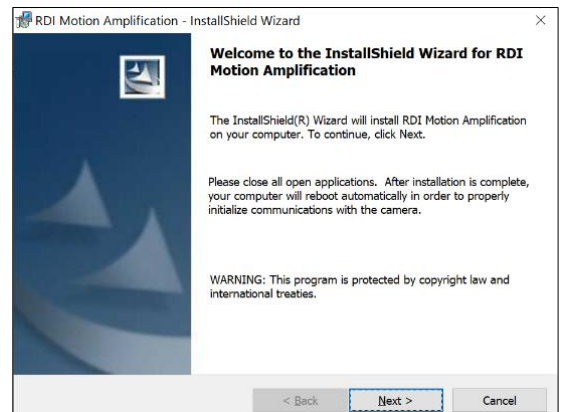 RDI Motion Amplification - InstallShield Wizard
Welcome to the InstallShield Wizard for RDI
Motion Amplification
The InstallShield(R) Wizard will install RDI Motion Amplification
on your computer. To continue, click Next.
Please close all open applications.  After installation is complete,
your computer will reboot automatically in order to properly
initialize communications with the camera.
WARNING: This program is protected by copyright law and
international treaties.
< Back
Next >
Cancel